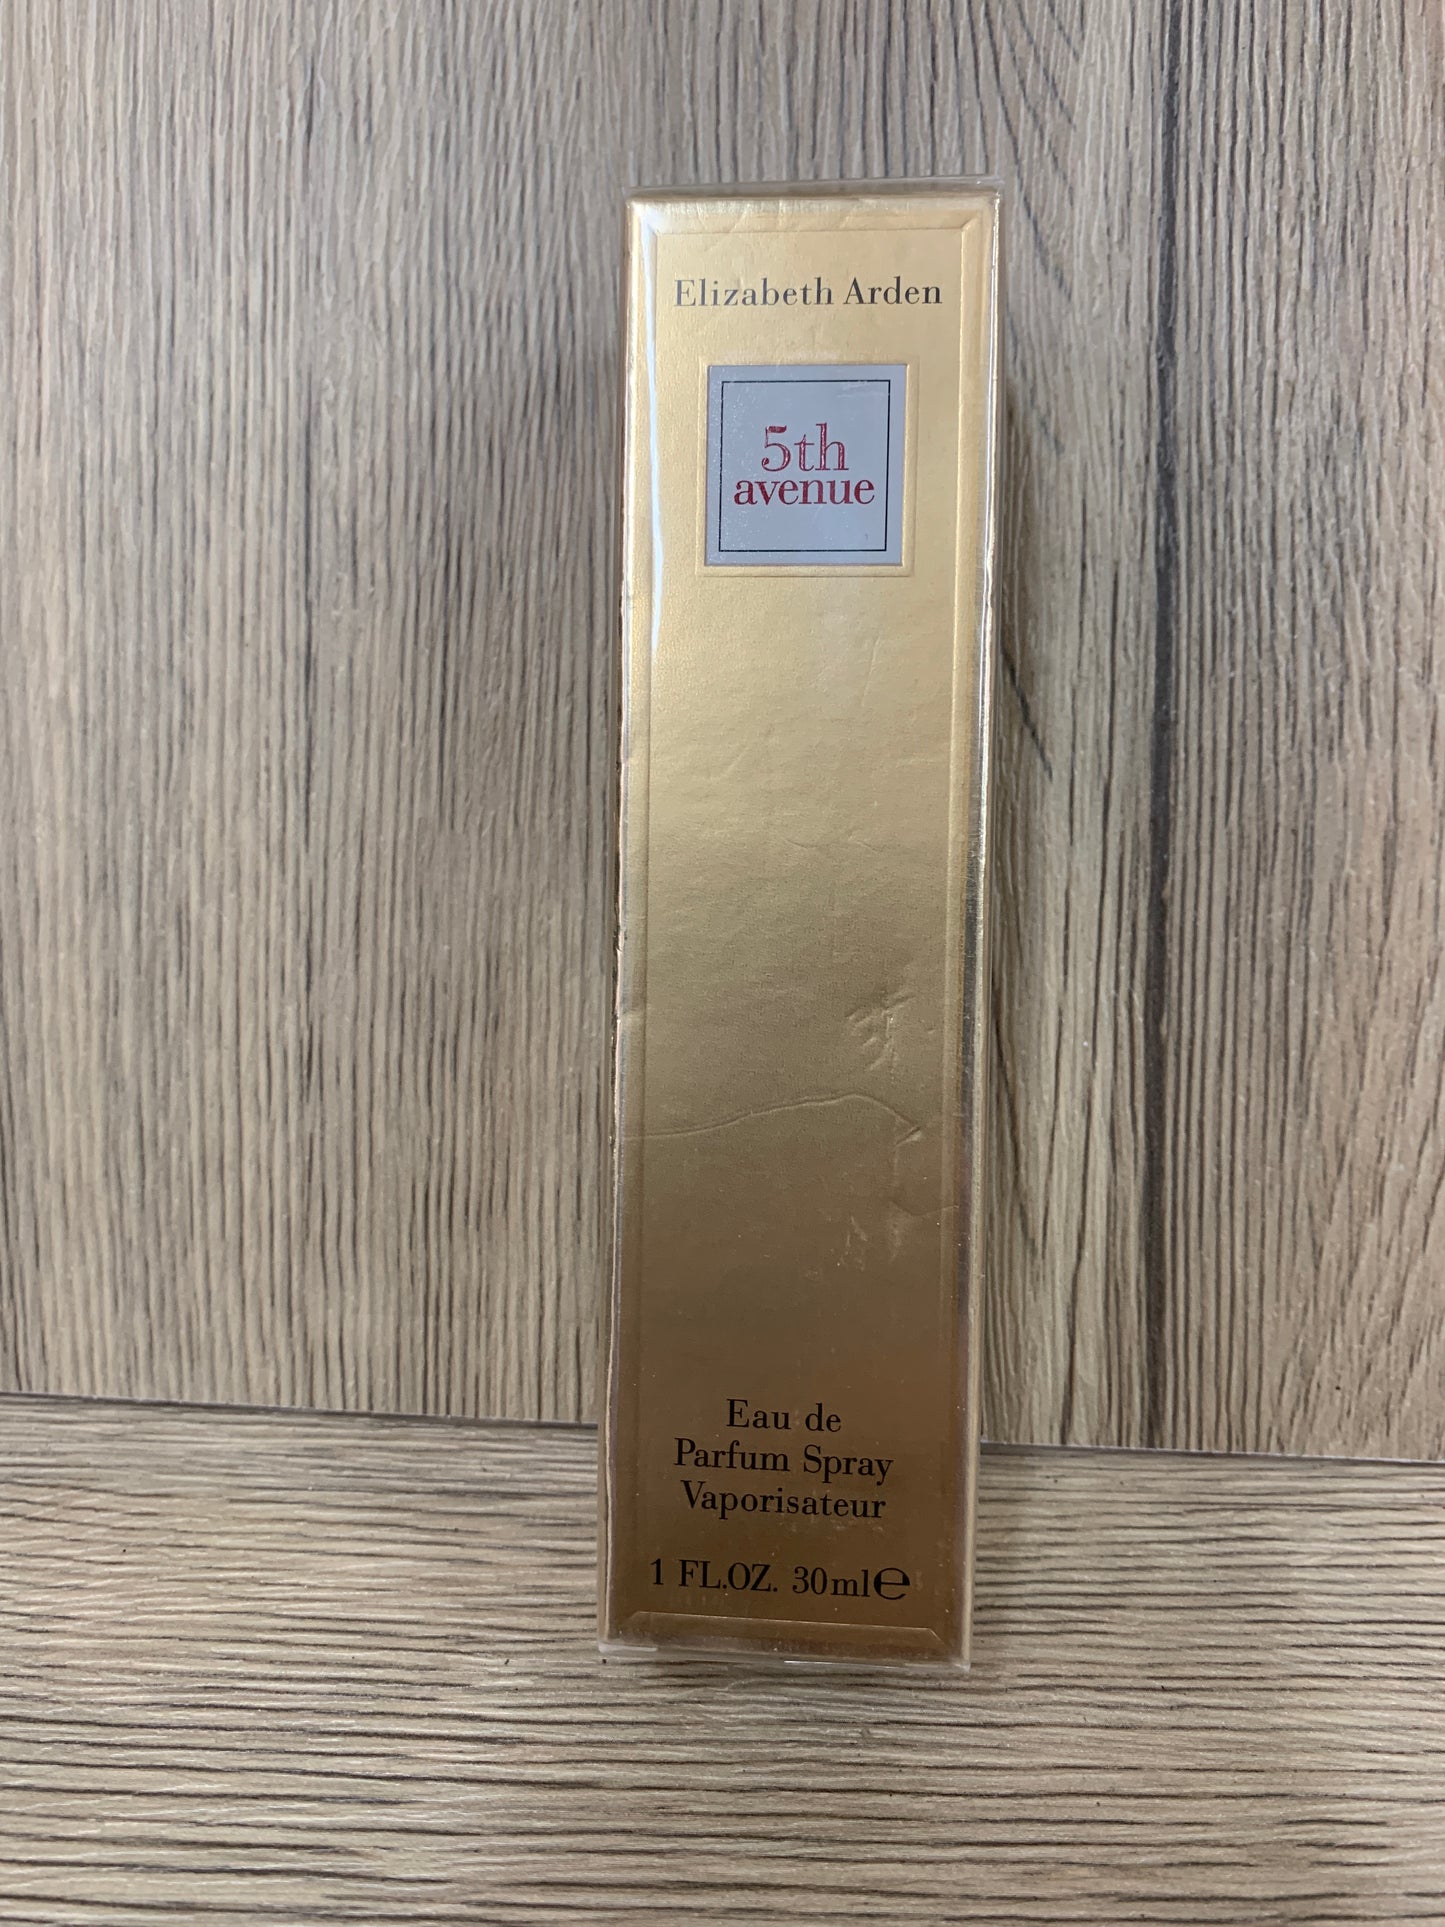 Elizabeth Arden
5th
avenue
Eau de
Parfum Spray
Vaporisateur
1 FL.OZ. 30ml℮